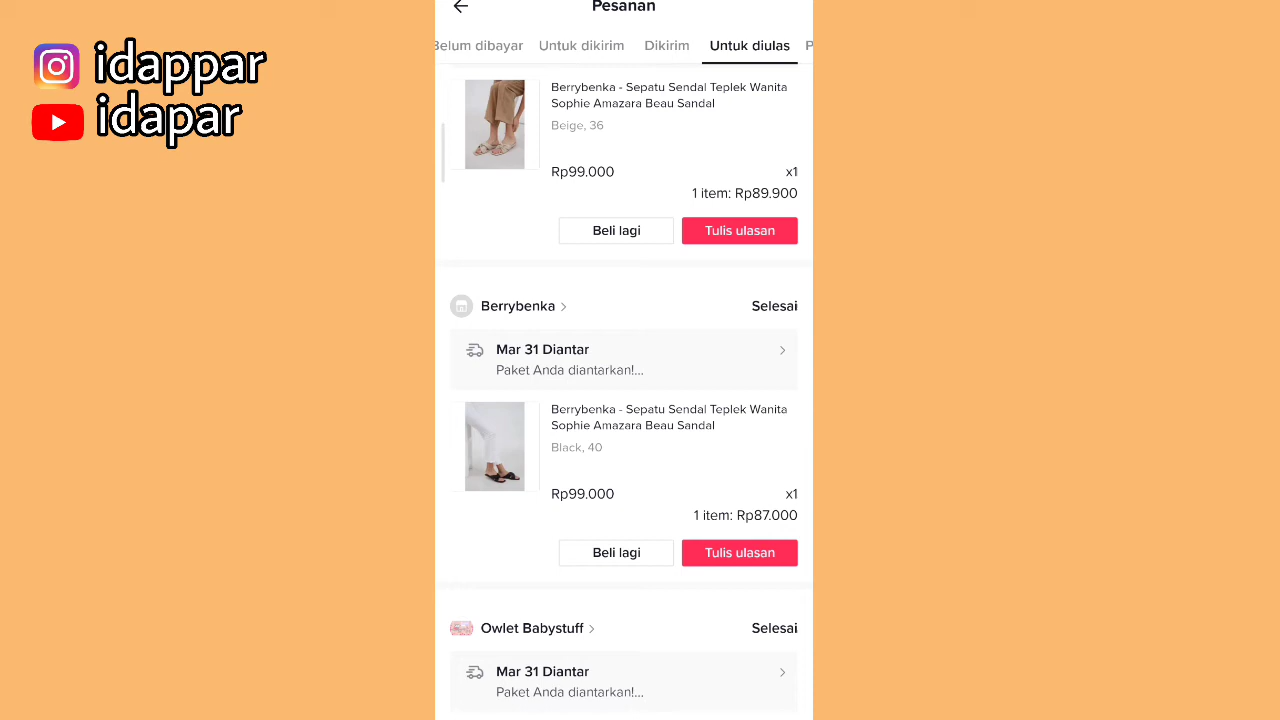 idappar
idapar
Pesanan
Belum dibayar Untuk dikirim Dikirim Untuk diulas P
Berrybenka - Sepatu Sendal Teplek Wanita
Sophie Amazara Beau Sandal
Beige, 36
Rp99.000 x1
1 item: Rp89.900
Beli lagi Tulis ulasan
Berrybenka Selesai
Mar 31 Diantar
Paket Anda diantarkan!...
Berrybenka - Sepatu Sendal Teplek Wanita
Sophie Amazara Beau Sandal
Black, 40
Rp99.000 x1
1 item: Rp87.000
Beli lagi Tulis ulasan
Owlet Babystuff Selesai
Mar 31 Diantar
Paket Anda diantarkan!...